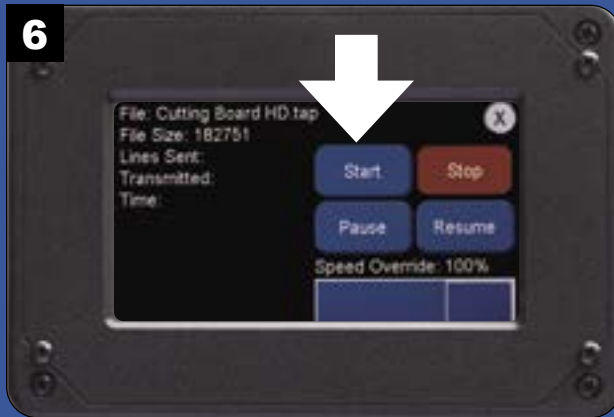 6
File: Cutting Board HD.tap
X
File Size: 182751
Lines Sent:
Transmitted:
Time:
Start
Stop
Pause
Resume
Speed Override: 100%